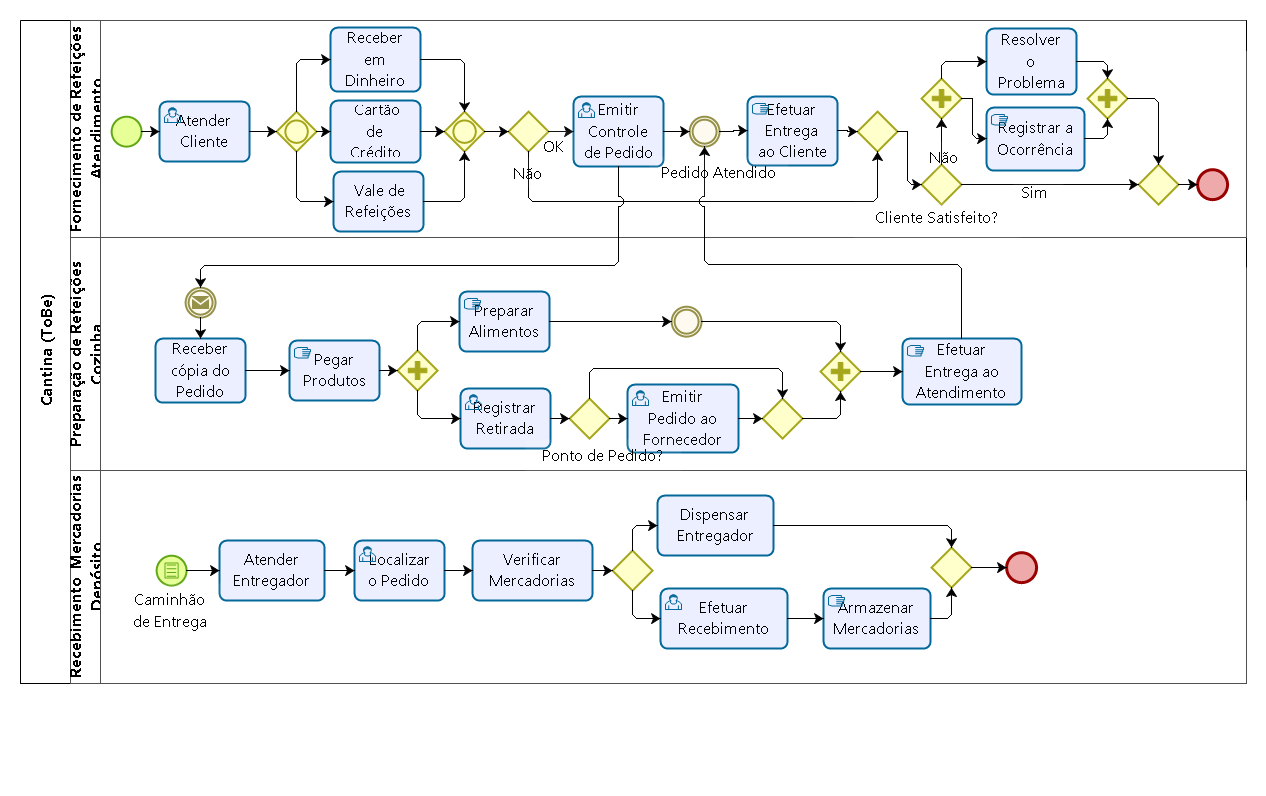 Cantina (ToBe)
Fornecimento de Refeições
Atendimento
Receber
em
Dinheiro
Atender
Cliente
Cartão
de
Crédito
Vale de
Refeições
OK
Não
Emitir
Controle
de Pedido
Pedido Atendido
Efetuar
Entrega
ao Cliente
Resolver
o
Problema
Registrar a
Ocorrência
Não
Sim
Cliente Satisfeito?
Preparação de Refeições
Cozinha
Receber
cópia do
Pedido
Pegar
Produtos
Preparar
Alimentos
Registrar
Retirada
Ponto de Pedido?
Emitir
Pedido ao
Fornecedor
Efetuar
Entrega ao
Atendimento
Recebimento Mercadorias
Depósito
Caminhão
de Entrega
Atender
Entregador
Localizar
o Pedido
Verificar
Mercadorias
Dispensar
Entregador
Efetuar
Recebimento
Armazenar
Mercadorias